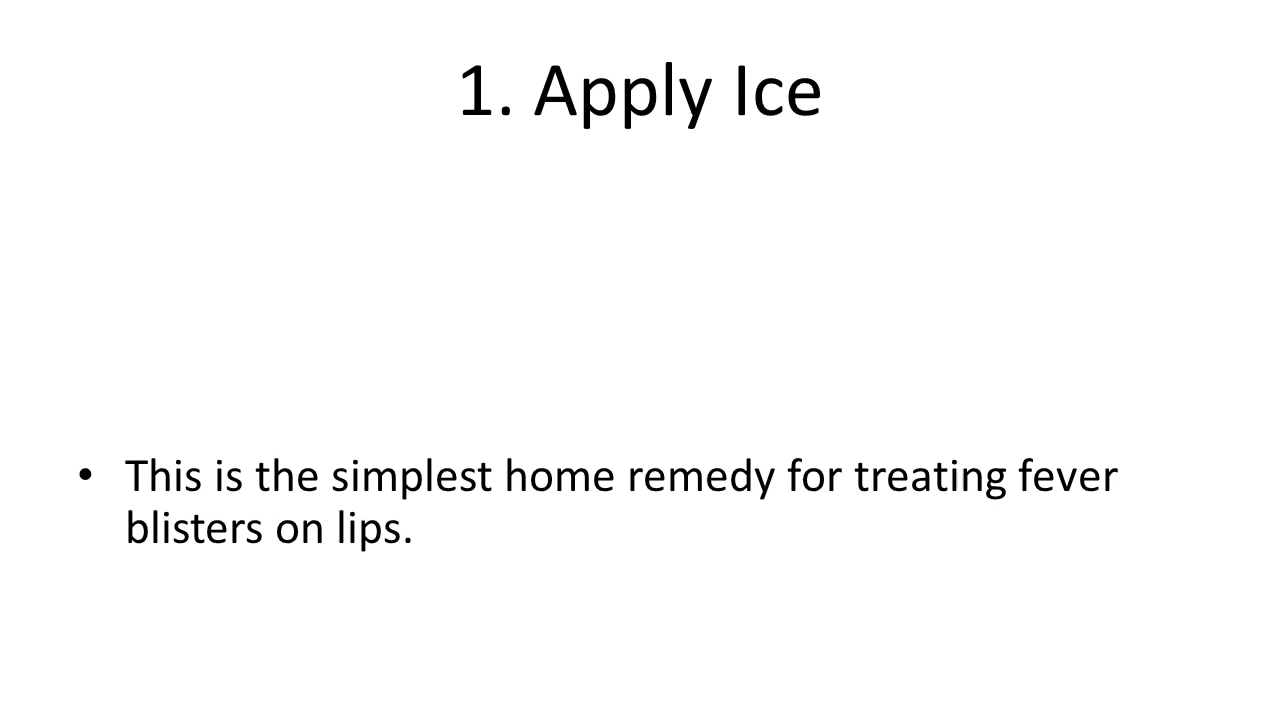 1. Apply Ice
• This is the simplest home remedy for treating fever
blisters on lips.